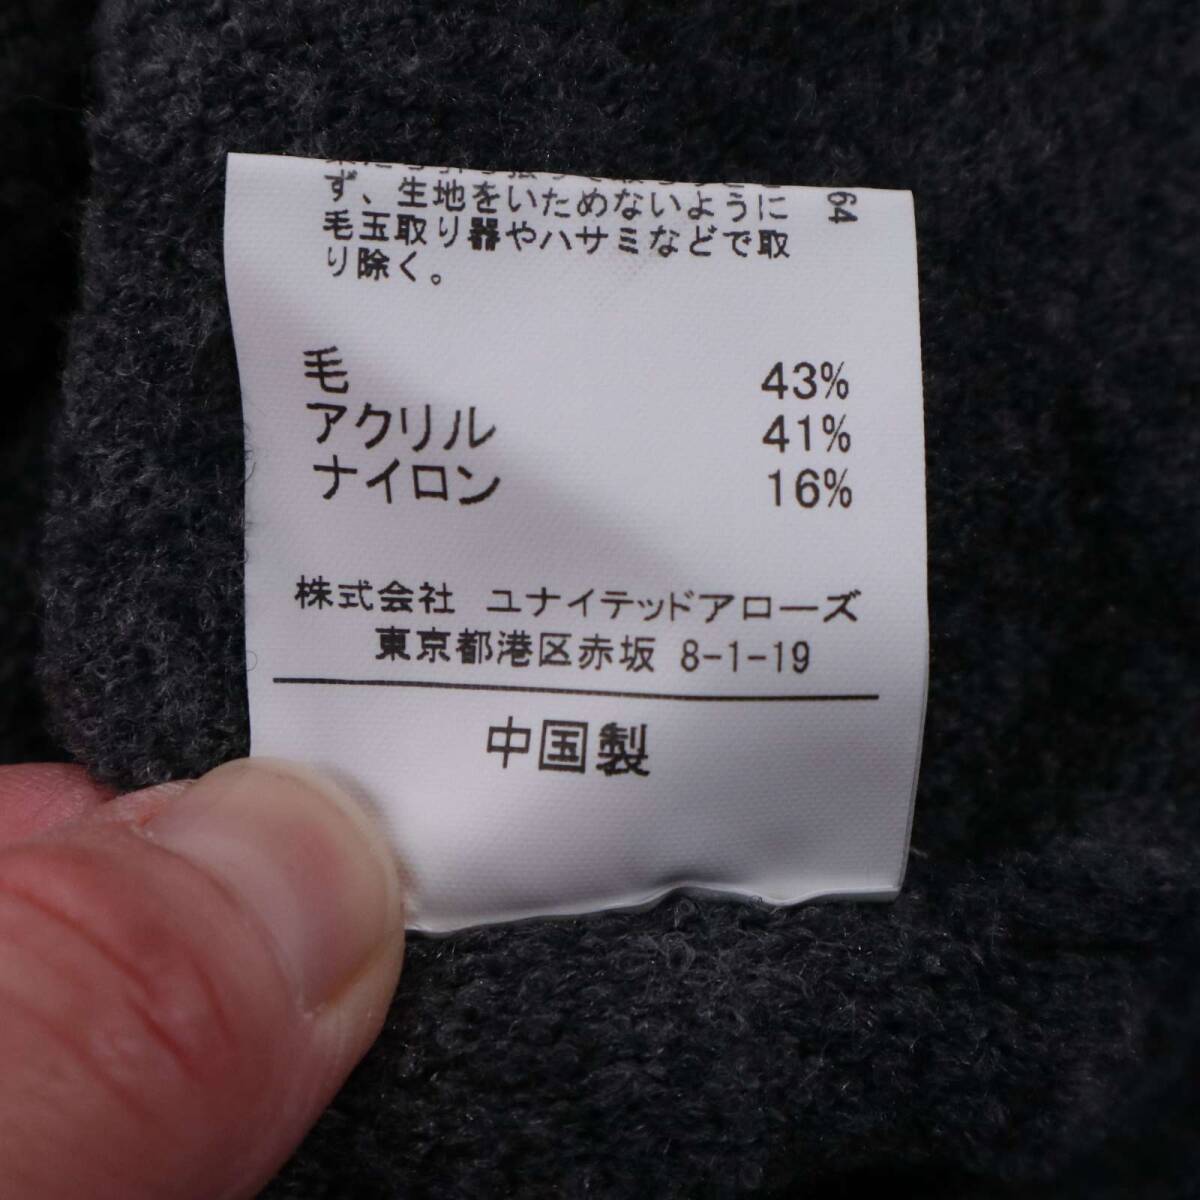 ず、生地をいためないように
毛玉取り器やハサミなどで取
り除く。
64
毛 43%
アクリル 41%
ナイロン 16%
株式会社 ユナイテッドアローズ
東京都港区赤坂 8-1-19
中国製